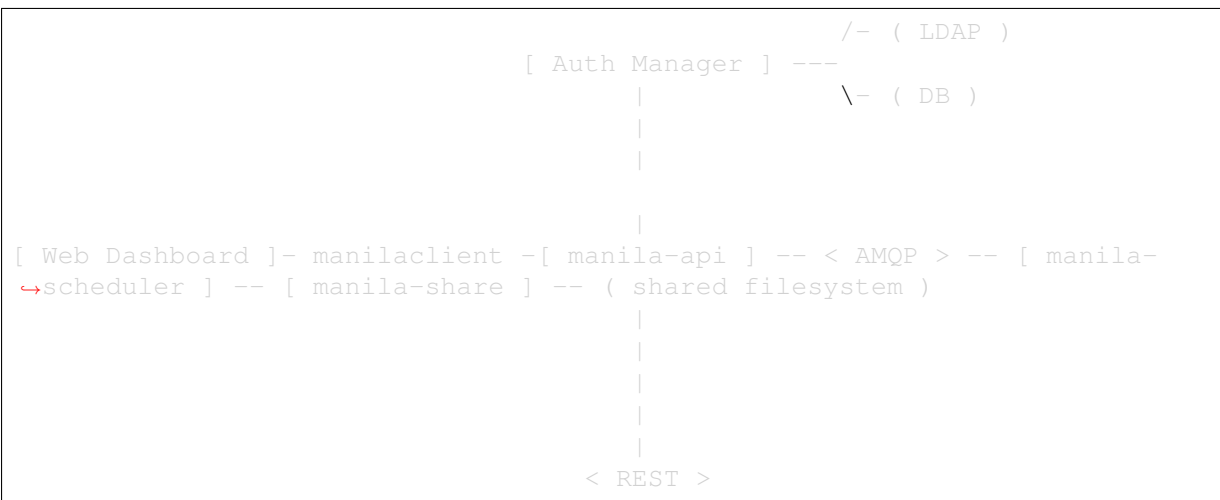 /- ( LDAP )
[ Auth Manager ] ---
| \- ( DB )
|
|
|
[ Web Dashboard ]- manilaclient -[ manila-api ] -- < AMQP > -- [ manila-
↪scheduler ] -- [ manila-share ] -- ( shared filesystem )
|
|
|
|
|
< REST >